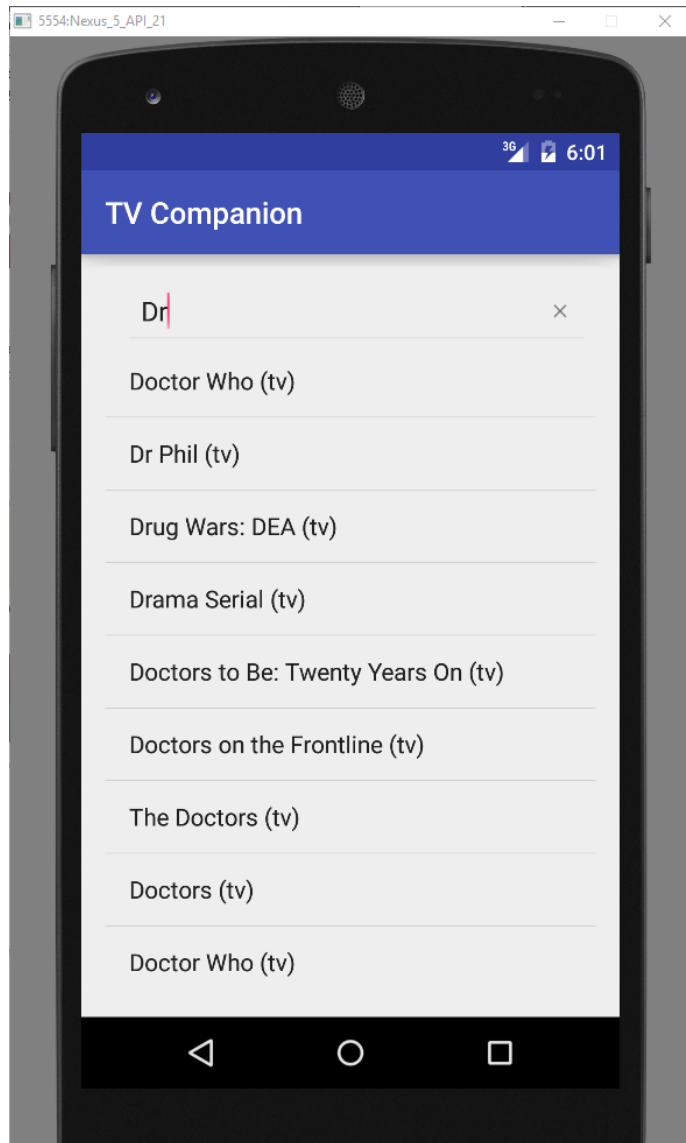 5554:Nexus_5_API_21
3G 6:01
TV Companion
Dr
Doctor Who (tv)
Dr Phil (tv)
Drug Wars: DEA (tv)
Drama Serial (tv)
Doctors to Be: Twenty Years On (tv)
Doctors on the Frontline (tv)
The Doctors (tv)
Doctors (tv)
Doctor Who (tv)